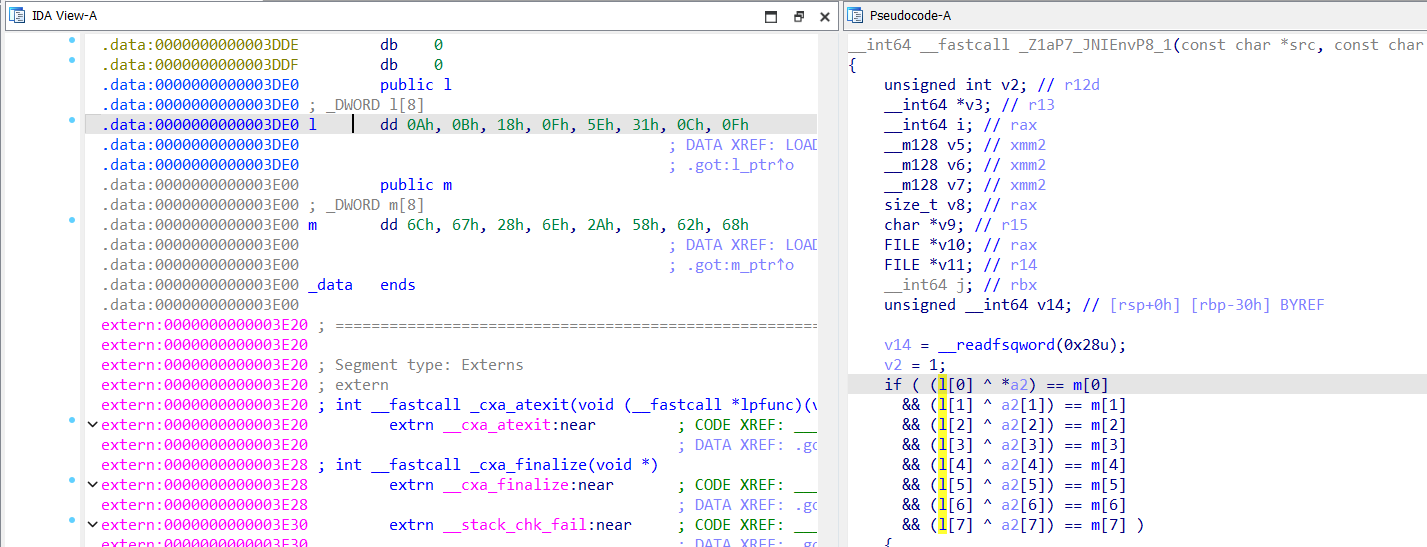 IDA View-A
.data:0000000000003DDE db 0
.data:0000000000003DDF db 0
.data:0000000000003DE0 public l
.data:0000000000003DE0 ; _DWORD l[8]
.data:0000000000003DE0 l dd 0Ah, 0Bh, 18h, 0Fh, 5Eh, 31h, 0Ch, 0Fh
.data:0000000000003DE0 ; DATA XREF: LOAD
.data:0000000000003DE0 ; .got:l_ptr↑o
.data:0000000000003E00 public m
.data:0000000000003E00 ; _DWORD m[8]
.data:0000000000003E00 m dd 6Ch, 67h, 28h, 6Eh, 2Ah, 58h, 62h, 68h
.data:0000000000003E00 ; DATA XREF: LOAD
.data:0000000000003E00 ; .got:m_ptr↑o
.data:0000000000003E00 _data ends
.data:0000000000003E00
extern:0000000000003E20 ; =====================================================
extern:0000000000003E20
extern:0000000000003E20 ; Segment type: Externs
extern:0000000000003E20 ; extern
extern:0000000000003E20 ; int __fastcall _cxa_atexit(void (__fastcall *lpfunc)(v
extern:0000000000003E20 extrn __cxa_atexit:near ; CODE XREF: ___
extern:0000000000003E20 ; DATA XREF: .go
extern:0000000000003E28 ; int __fastcall _cxa_finalize(void *)
extern:0000000000003E28 extrn __cxa_finalize:near ; CODE XREF: ___
extern:0000000000003E28 ; DATA XREF: .go
extern:0000000000003E30 extrn __stack_chk_fail:near ; CODE XREF: ___
extern:0000000000003E30 ; DATA XREF: .go
Pseudocode-A
__int64 __fastcall _Z1aP7_JNIEnvP8_1(const char *src, const char
{
unsigned int v2; // r12d
__int64 *v3; // r13
__int64 i; // rax
__m128 v5; // xmm2
__m128 v6; // xmm2
__m128 v7; // xmm2
size_t v8; // rax
char *v9; // r15
FILE *v10; // rax
FILE *v11; // r14
__int64 j; // rbx
unsigned __int64 v14; // [rsp+0h] [rbp-30h] BYREF
v14 = __readfsqword(0x28u);
v2 = 1;
if ( (l[0] ^ *a2) == m[0]
&& (l[1] ^ a2[1]) == m[1]
&& (l[2] ^ a2[2]) == m[2]
&& (l[3] ^ a2[3]) == m[3]
&& (l[4] ^ a2[4]) == m[4]
&& (l[5] ^ a2[5]) == m[5]
&& (l[6] ^ a2[6]) == m[6]
&& (l[7] ^ a2[7]) == m[7] )
{